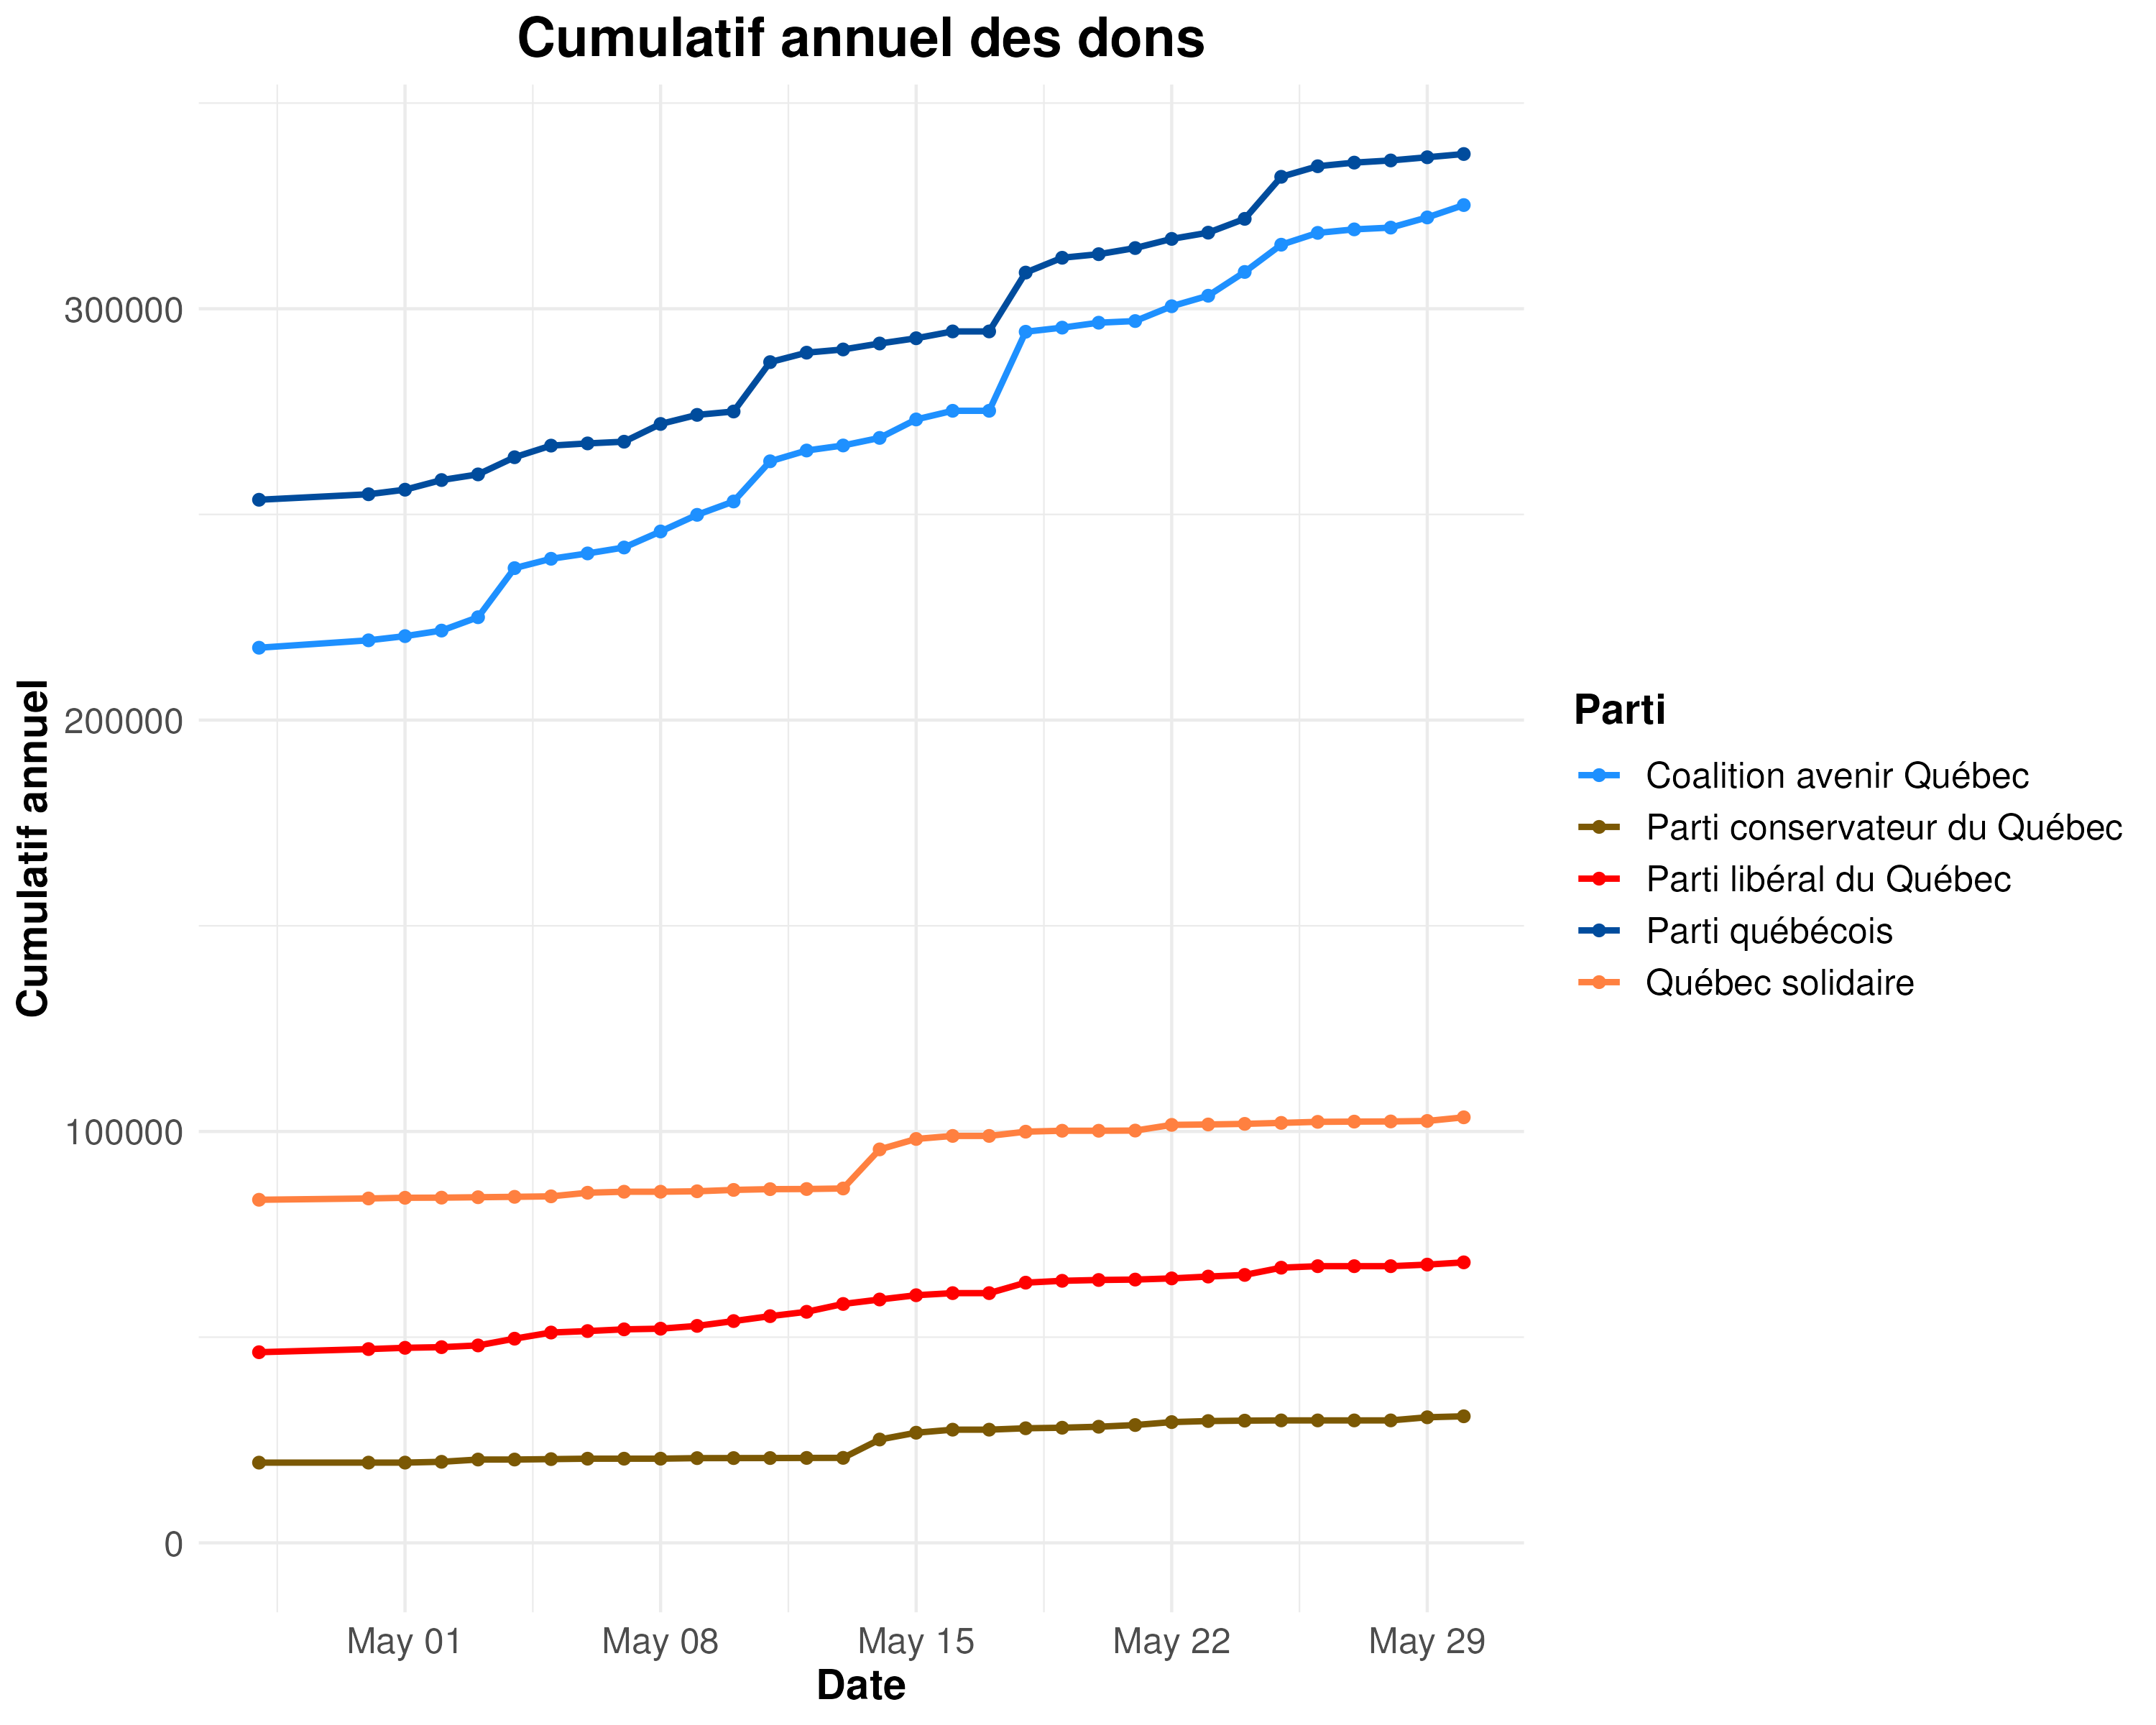 Cumulatif annuel des dons
Cumulatif annuel
300000
200000
100000
0
May 01
May 08
May 15
May 22
May 29
Date
Parti
Coalition avenir Québec
Parti conservateur du Québec
Parti libéral du Québec
Parti québécois
Québec solidaire